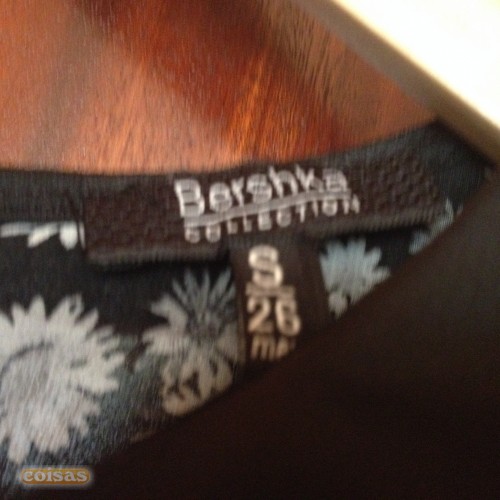 Bershka
COLLECTION
S
26
coisas